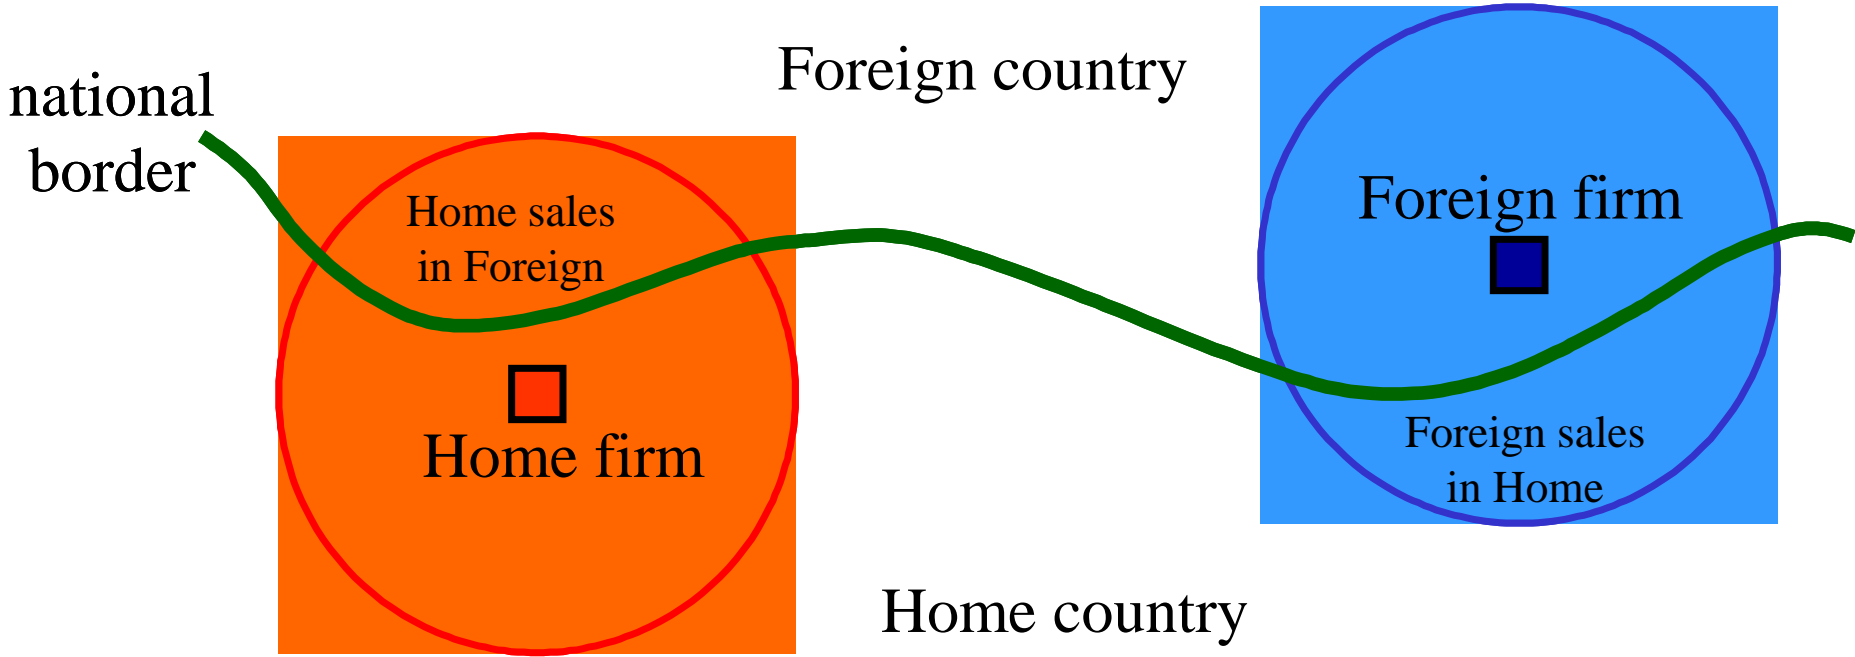 national
border
Foreign country
Home sales
in Foreign
Home firm
Foreign firm
Foreign sales
in Home
Home country